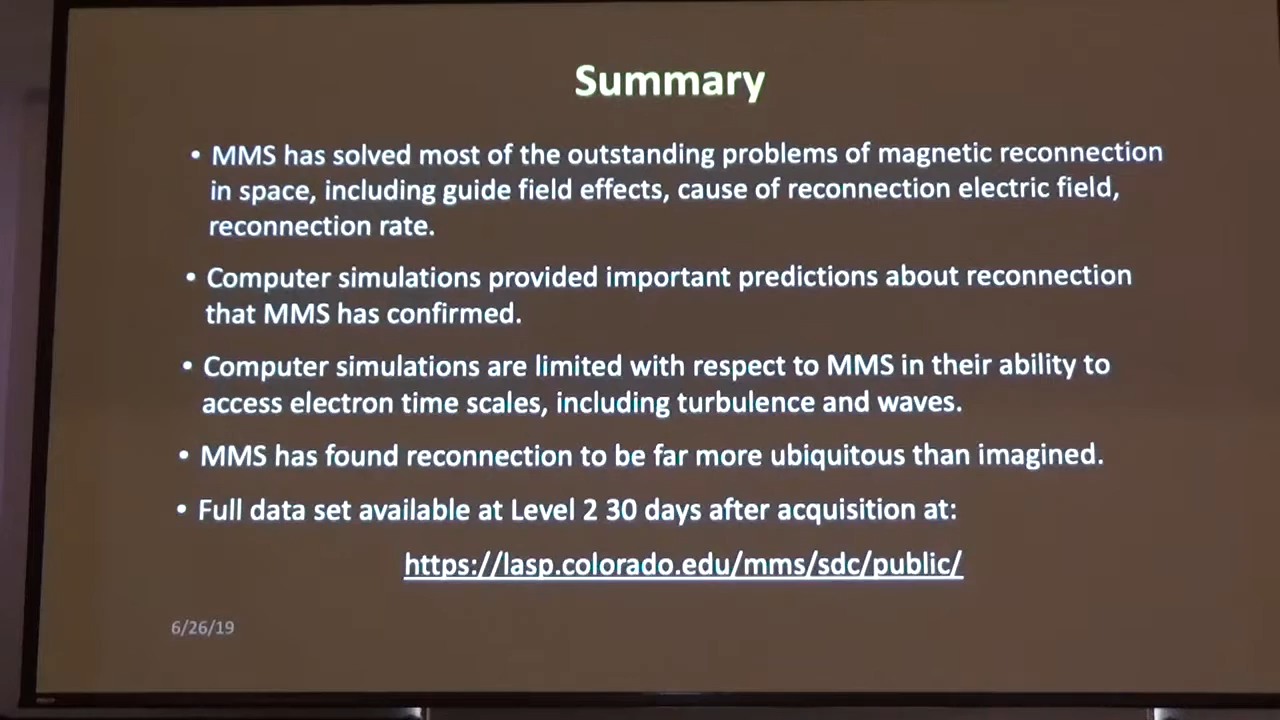 Summary
• MMS has solved most of the outstanding problems of magnetic reconnection
in space, including guide field effects, cause of reconnection electric field,
reconnection rate.
• Computer simulations provided important predictions about reconnection
that MMS has confirmed.
• Computer simulations are limited with respect to MMS in their ability to
access electron time scales, including turbulence and waves.
• MMS has found reconnection to be far more ubiquitous than imagined.
• Full data set available at Level 2 30 days after acquisition at:
https://lasp.colorado.edu/mms/sdc/public/
6/26/19